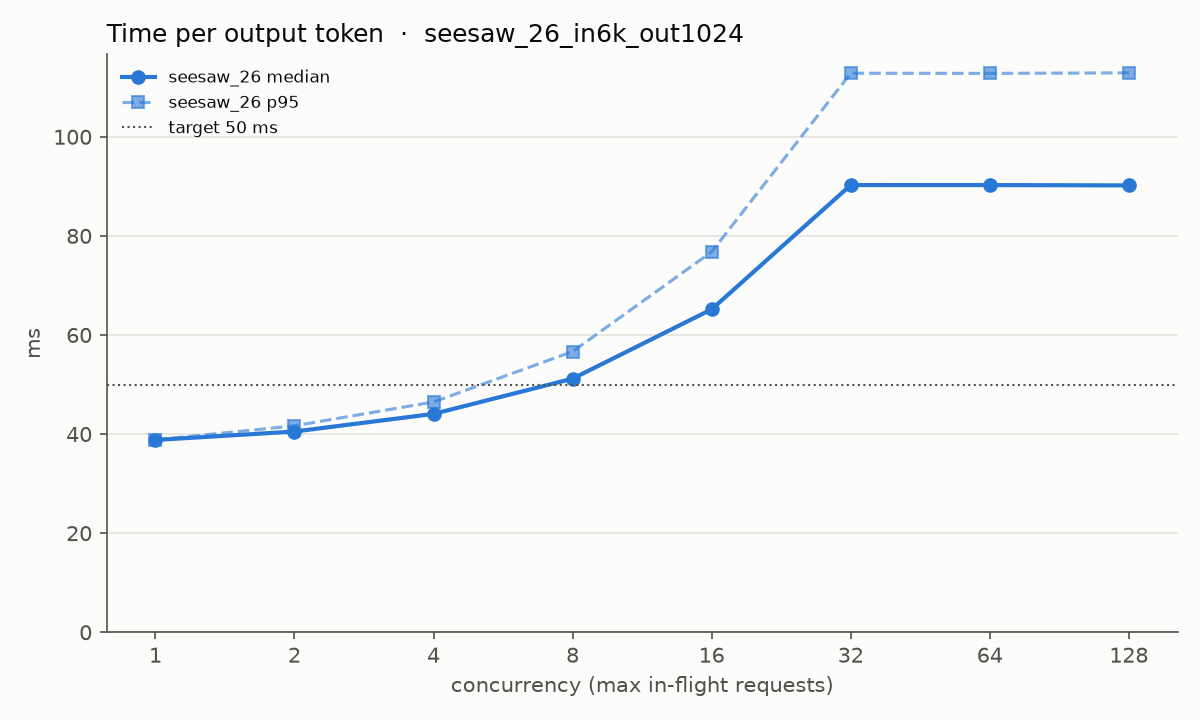 Time per output token · seesaw_26_in6k_out1024
seesaw_26 median
seesaw_26 p95
target 50 ms
100
80
60
40
20
0
ms
1 2 4 8 16 32 64 128
concurrency (max in-flight requests)